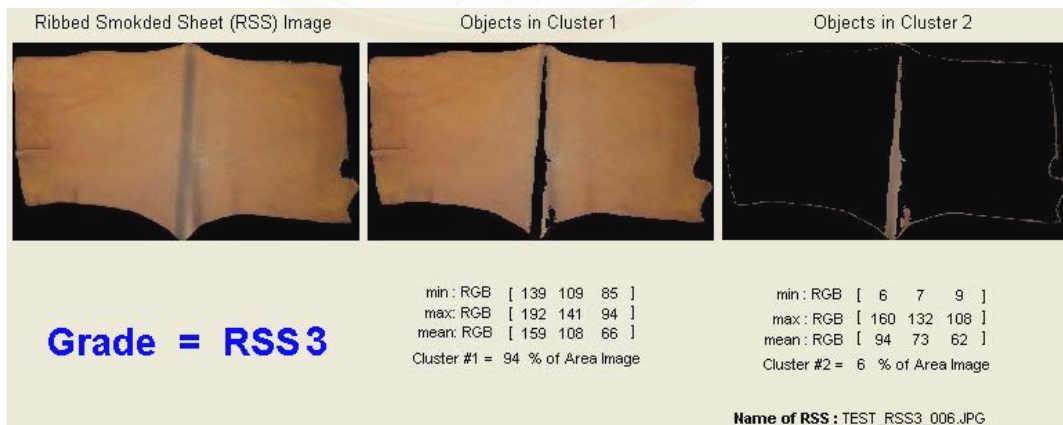 Ribbed Smokded Sheet (RSS) Image
Objects in Cluster 1
Objects in Cluster 2
Grade = RSS 3
min : RGB [ 139 109 85 ]
max: RGB [ 192 141 94 ]
mean: RGB [ 159 108 66 ]
Cluster #1 = 94 % of Area Image
min : RGB [ 6 7 9 ]
max : RGB [ 160 132 108 ]
mean : RGB [ 94 73 62 ]
Cluster #2 = 6 % of Area Image
Name of RSS : TEST_RSS3_006.JPG